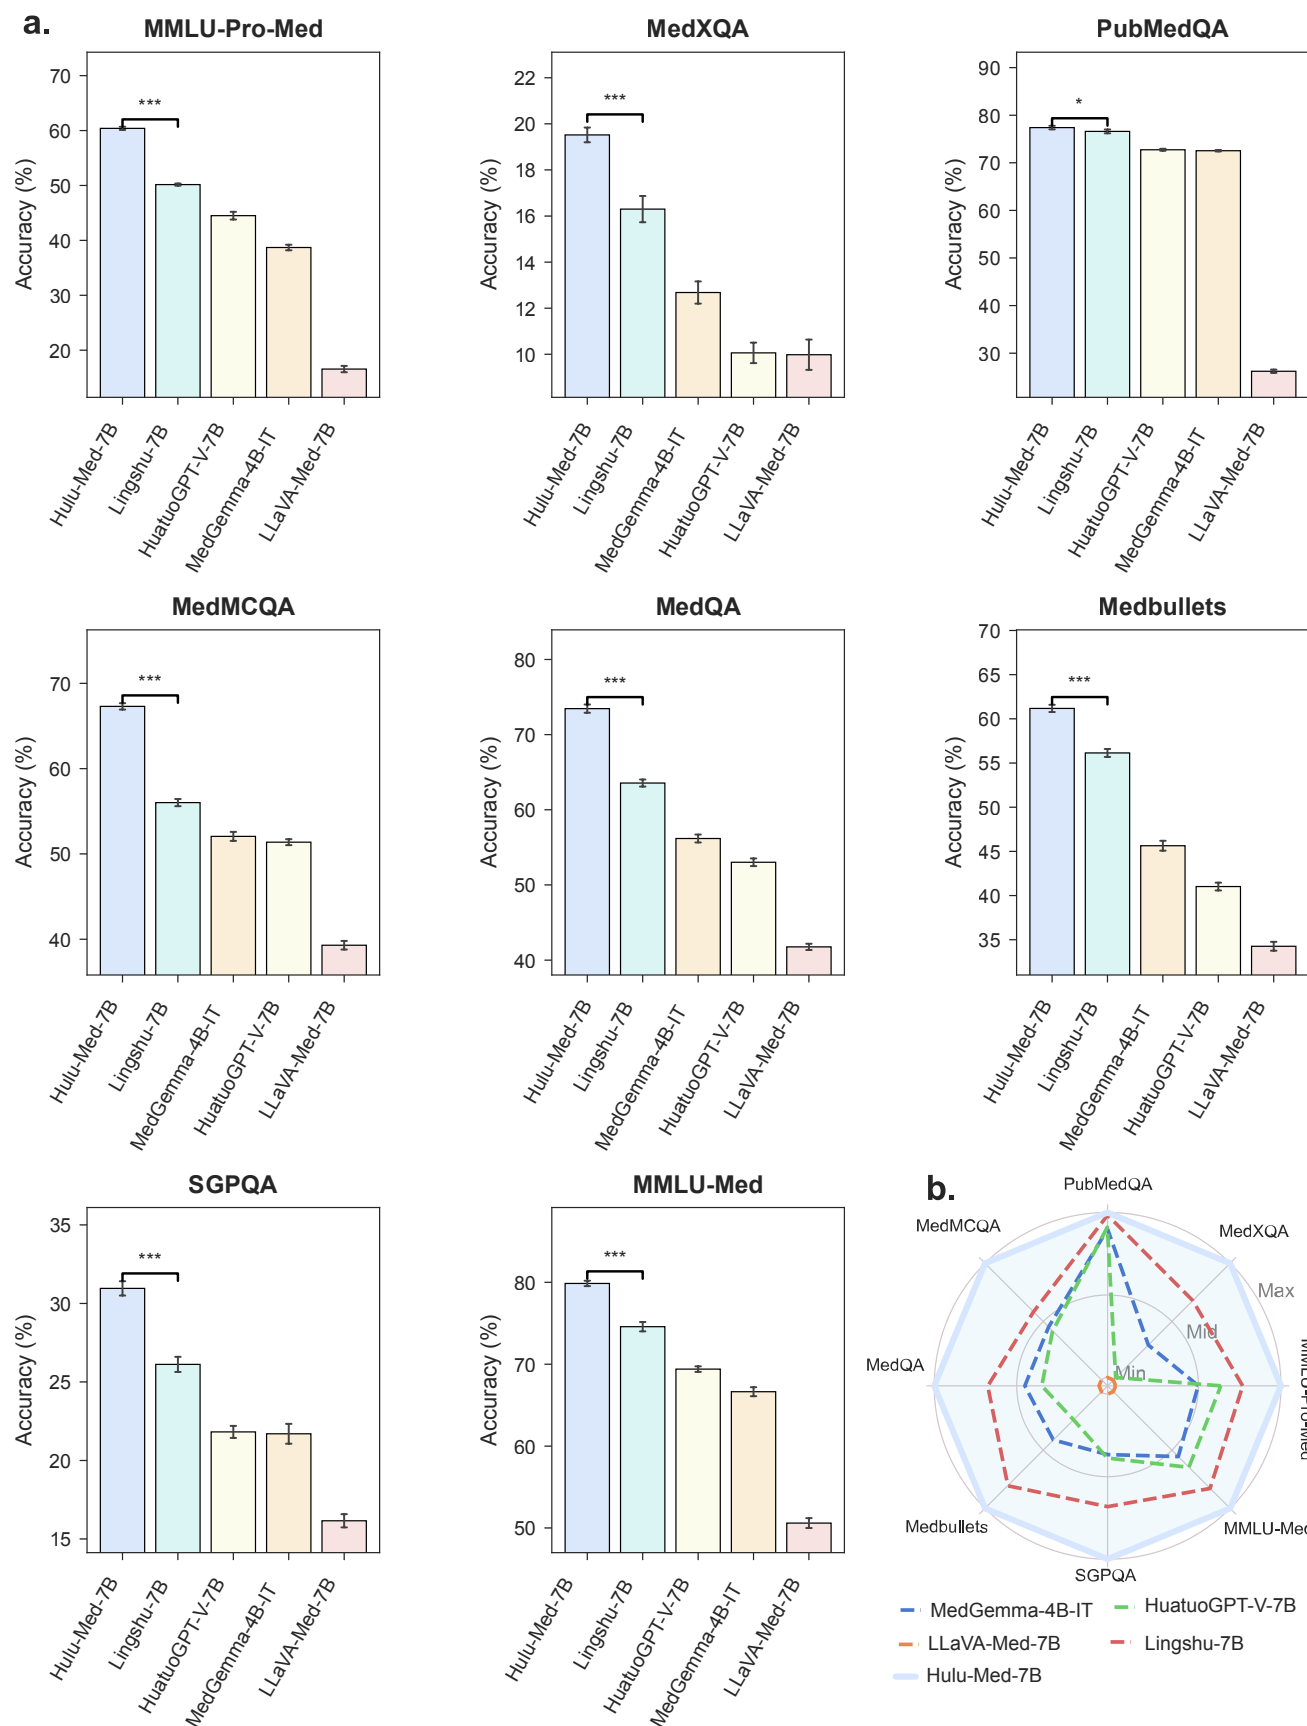 a.
MMLU-Pro-Med
Accuracy (%)
70
60
50
40
30
20
***
Hulu-Med-7B
Lingshu-7B
HuatuoGPT-V-7B
MedGemma-4B-IT
LLaVA-Med-7B
MedXQA
Accuracy (%)
22
20
18
16
14
12
10
***
Hulu-Med-7B
Lingshu-7B
MedGemma-4B-IT
HuatuoGPT-V-7B
LLaVA-Med-7B
PubMedQA
Accuracy (%)
90
80
70
60
50
40
30
*
Hulu-Med-7B
Lingshu-7B
HuatuoGPT-V-7B
MedGemma-4B-IT
LLaVA-Med-7B
MedMCQA
Accuracy (%)
70
60
50
40
***
Hulu-Med-7B
Lingshu-7B
MedGemma-4B-IT
HuatuoGPT-V-7B
LLaVA-Med-7B
MedQA
Accuracy (%)
80
70
60
50
40
***
Hulu-Med-7B
Lingshu-7B
MedGemma-4B-IT
HuatuoGPT-V-7B
LLaVA-Med-7B
Medbullets
Accuracy (%)
70
65
60
55
50
45
40
35
***
Hulu-Med-7B
Lingshu-7B
MedGemma-4B-IT
HuatuoGPT-V-7B
LLaVA-Med-7B
SGPQA
Accuracy (%)
35
30
25
20
15
***
Hulu-Med-7B
Lingshu-7B
HuatuoGPT-V-7B
MedGemma-4B-IT
LLaVA-Med-7B
MMLU-Med
Accuracy (%)
80
70
60
50
***
Hulu-Med-7B
Lingshu-7B
HuatuoGPT-V-7B
MedGemma-4B-IT
LLaVA-Med-7B
b.
PubMedQA
MedMCQA
MedXQA
Max
Mid
Min
MedQA
Medbullets
MMLU-Med
SGPQA
MedGemma-4B-IT
HuatuoGPT-V-7B
LLaVA-Med-7B
Lingshu-7B
Hulu-Med-7B